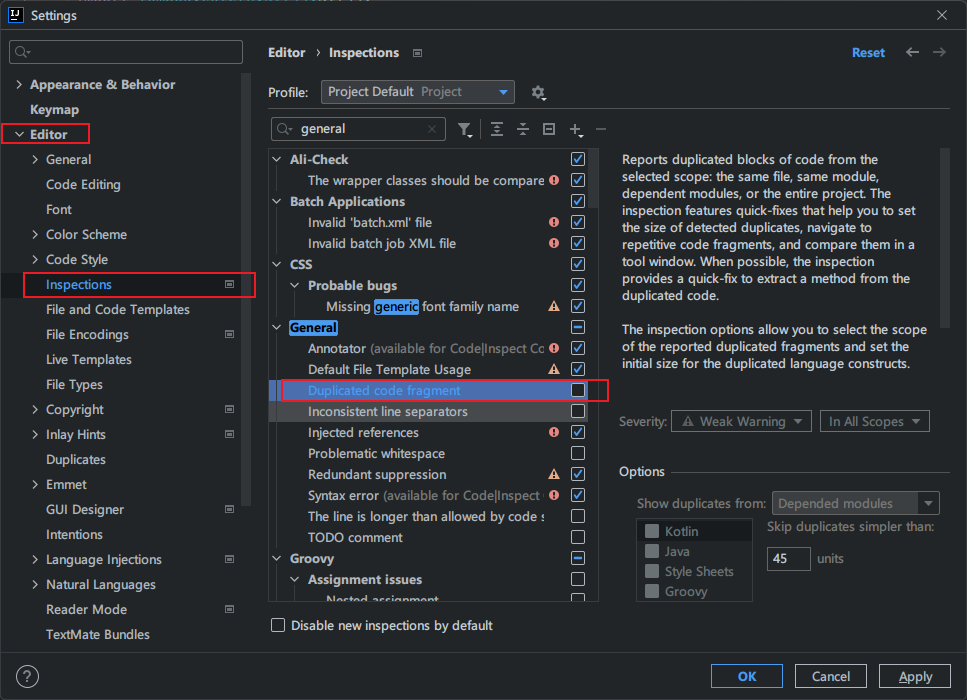 Settings
Appearance & Behavior
Keymap
Editor
General
Code Editing
Font
Color Scheme
Code Style
Inspections
File and Code Templates
File Encodings
Live Templates
File Types
Copyright
Inlay Hints
Duplicates
Emmet
GUI Designer
Intentions
Language Injections
Natural Languages
Reader Mode
TextMate Bundles
Editor › Inspections
Reset
Profile: Project Default Project
general
Ali-Check
The wrapper classes should be compare
Batch Applications
Invalid 'batch.xml' file
Invalid batch job XML file
CSS
Probable bugs
Missing generic font family name
General
Annotator (available for Code|Inspect Co
Default File Template Usage
Duplicated code fragment
Inconsistent line separators
Injected references
Problematic whitespace
Redundant suppression
Syntax error (available for Code|Inspect
The line is longer than allowed by code s
TODO comment
Groovy
Assignment issues
Nested assignment
Disable new inspections by default
Reports duplicated blocks of code from the
selected scope: the same file, same module,
dependent modules, or the entire project. The
inspection features quick-fixes that help you to set
the size of detected duplicates, navigate to
repetitive code fragments, and compare them in a
tool window. When possible, the inspection
provides a quick-fix to extract a method from the
duplicated code.
The inspection options allow you to select the scope
of the reported duplicated fragments and set the
initial size for the duplicated language constructs.
Severity: Weak Warning In All Scopes
Options
Show duplicates from: Depended modules
Kotlin
Java
Style Sheets
Groovy
Skip duplicates simpler than:
45 units
?
OK
Cancel
Apply